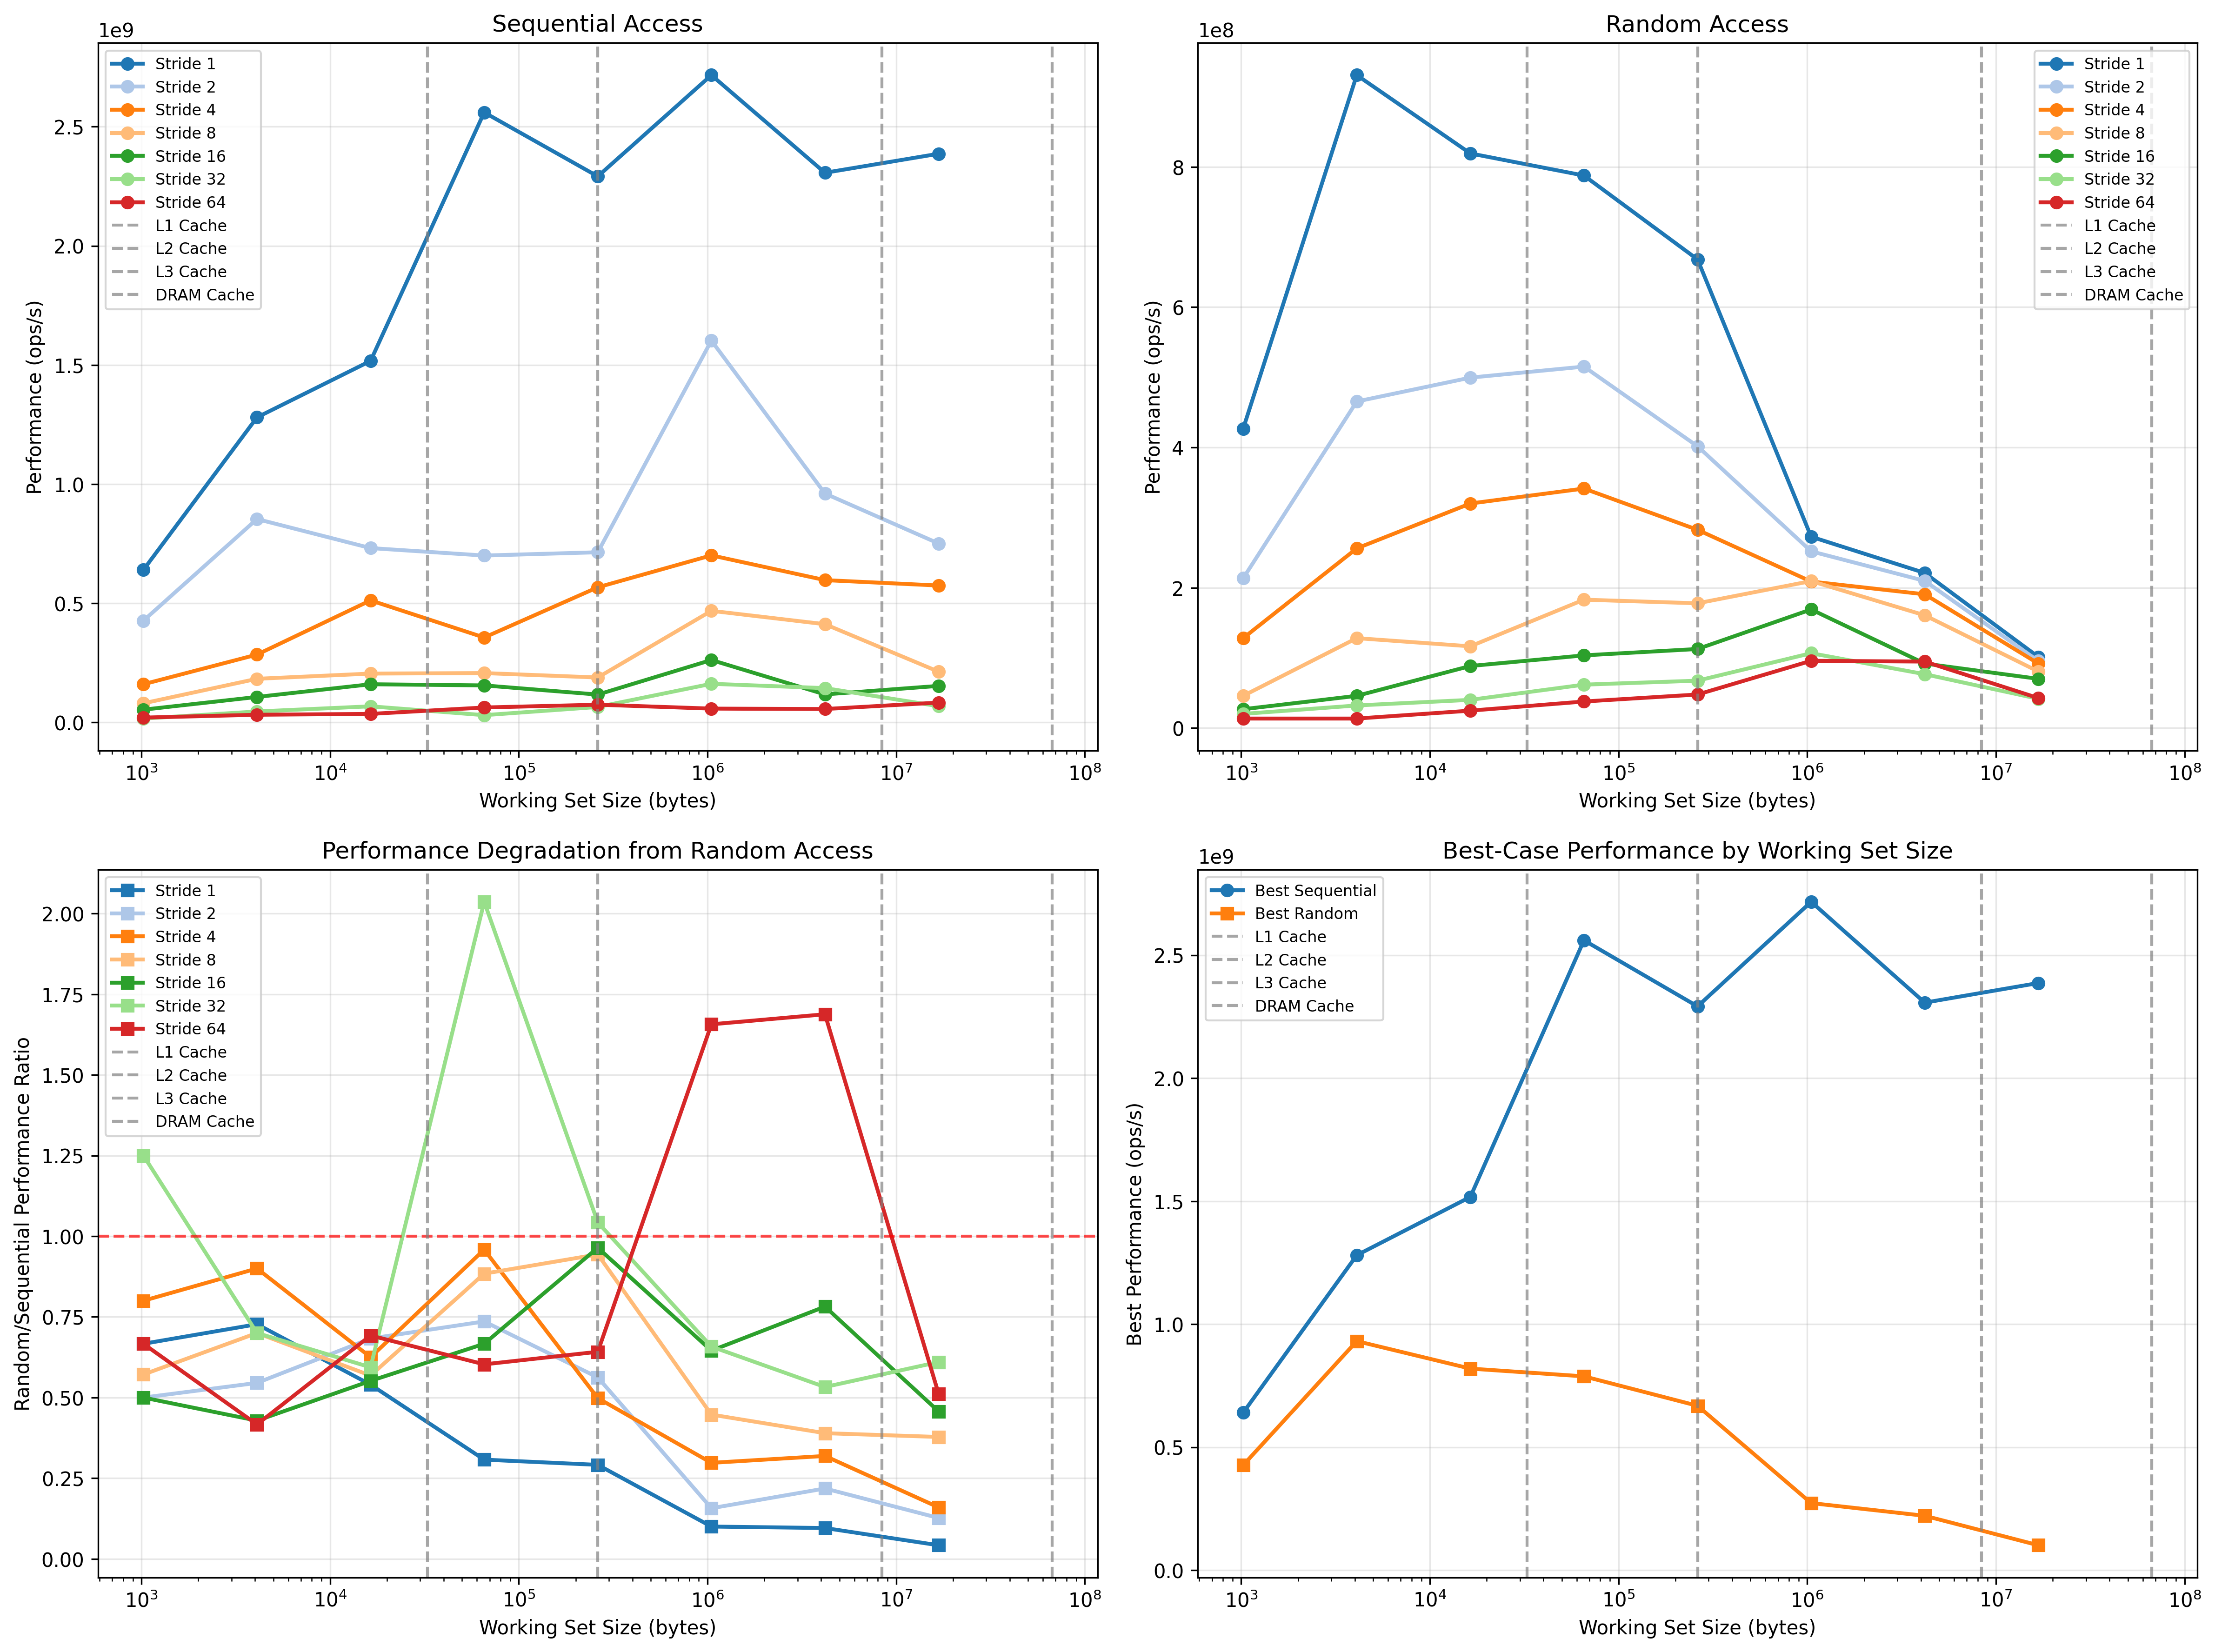 Sequential Access
1e9
Performance (ops/s)
2.5
2.0
1.5
1.0
0.5
0.0
Stride 1
Stride 2
Stride 4
Stride 8
Stride 16
Stride 32
Stride 64
L1 Cache
L2 Cache
L3 Cache
DRAM Cache
10³ 10⁴ 10⁵ 10⁶ 10⁷ 10⁸
Working Set Size (bytes)
Random Access
1e8
Performance (ops/s)
8
6
4
2
0
Stride 1
Stride 2
Stride 4
Stride 8
Stride 16
Stride 32
Stride 64
L1 Cache
L2 Cache
L3 Cache
DRAM Cache
10³ 10⁴ 10⁵ 10⁶ 10⁷ 10⁸
Working Set Size (bytes)
Performance Degradation from Random Access
Random/Sequential Performance Ratio
2.00
1.75
1.50
1.25
1.00
0.75
0.50
0.25
0.00
Stride 1
Stride 2
Stride 4
Stride 8
Stride 16
Stride 32
Stride 64
L1 Cache
L2 Cache
L3 Cache
DRAM Cache
10³ 10⁴ 10⁵ 10⁶ 10⁷ 10⁸
Working Set Size (bytes)
Best-Case Performance by Working Set Size
1e9
Best Performance (ops/s)
2.5
2.0
1.5
1.0
0.5
0.0
Best Sequential
Best Random
L1 Cache
L2 Cache
L3 Cache
DRAM Cache
10³ 10⁴ 10⁵ 10⁶ 10⁷ 10⁸
Working Set Size (bytes)